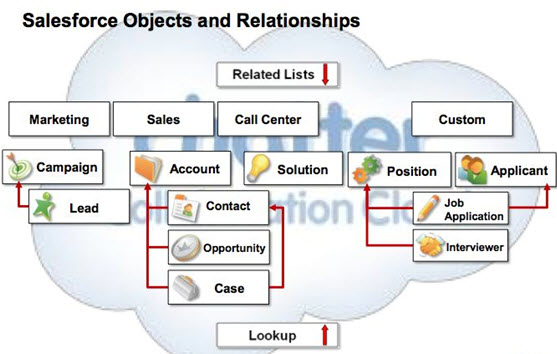 Salesforce Objects and Relationships
Related Lists
Marketing
Sales
Call Center
Custom
Campaign
Account
Solution
Position
Applicant
Lead
Contact
Job
Application
Opportunity
Interviewer
Case
Lookup